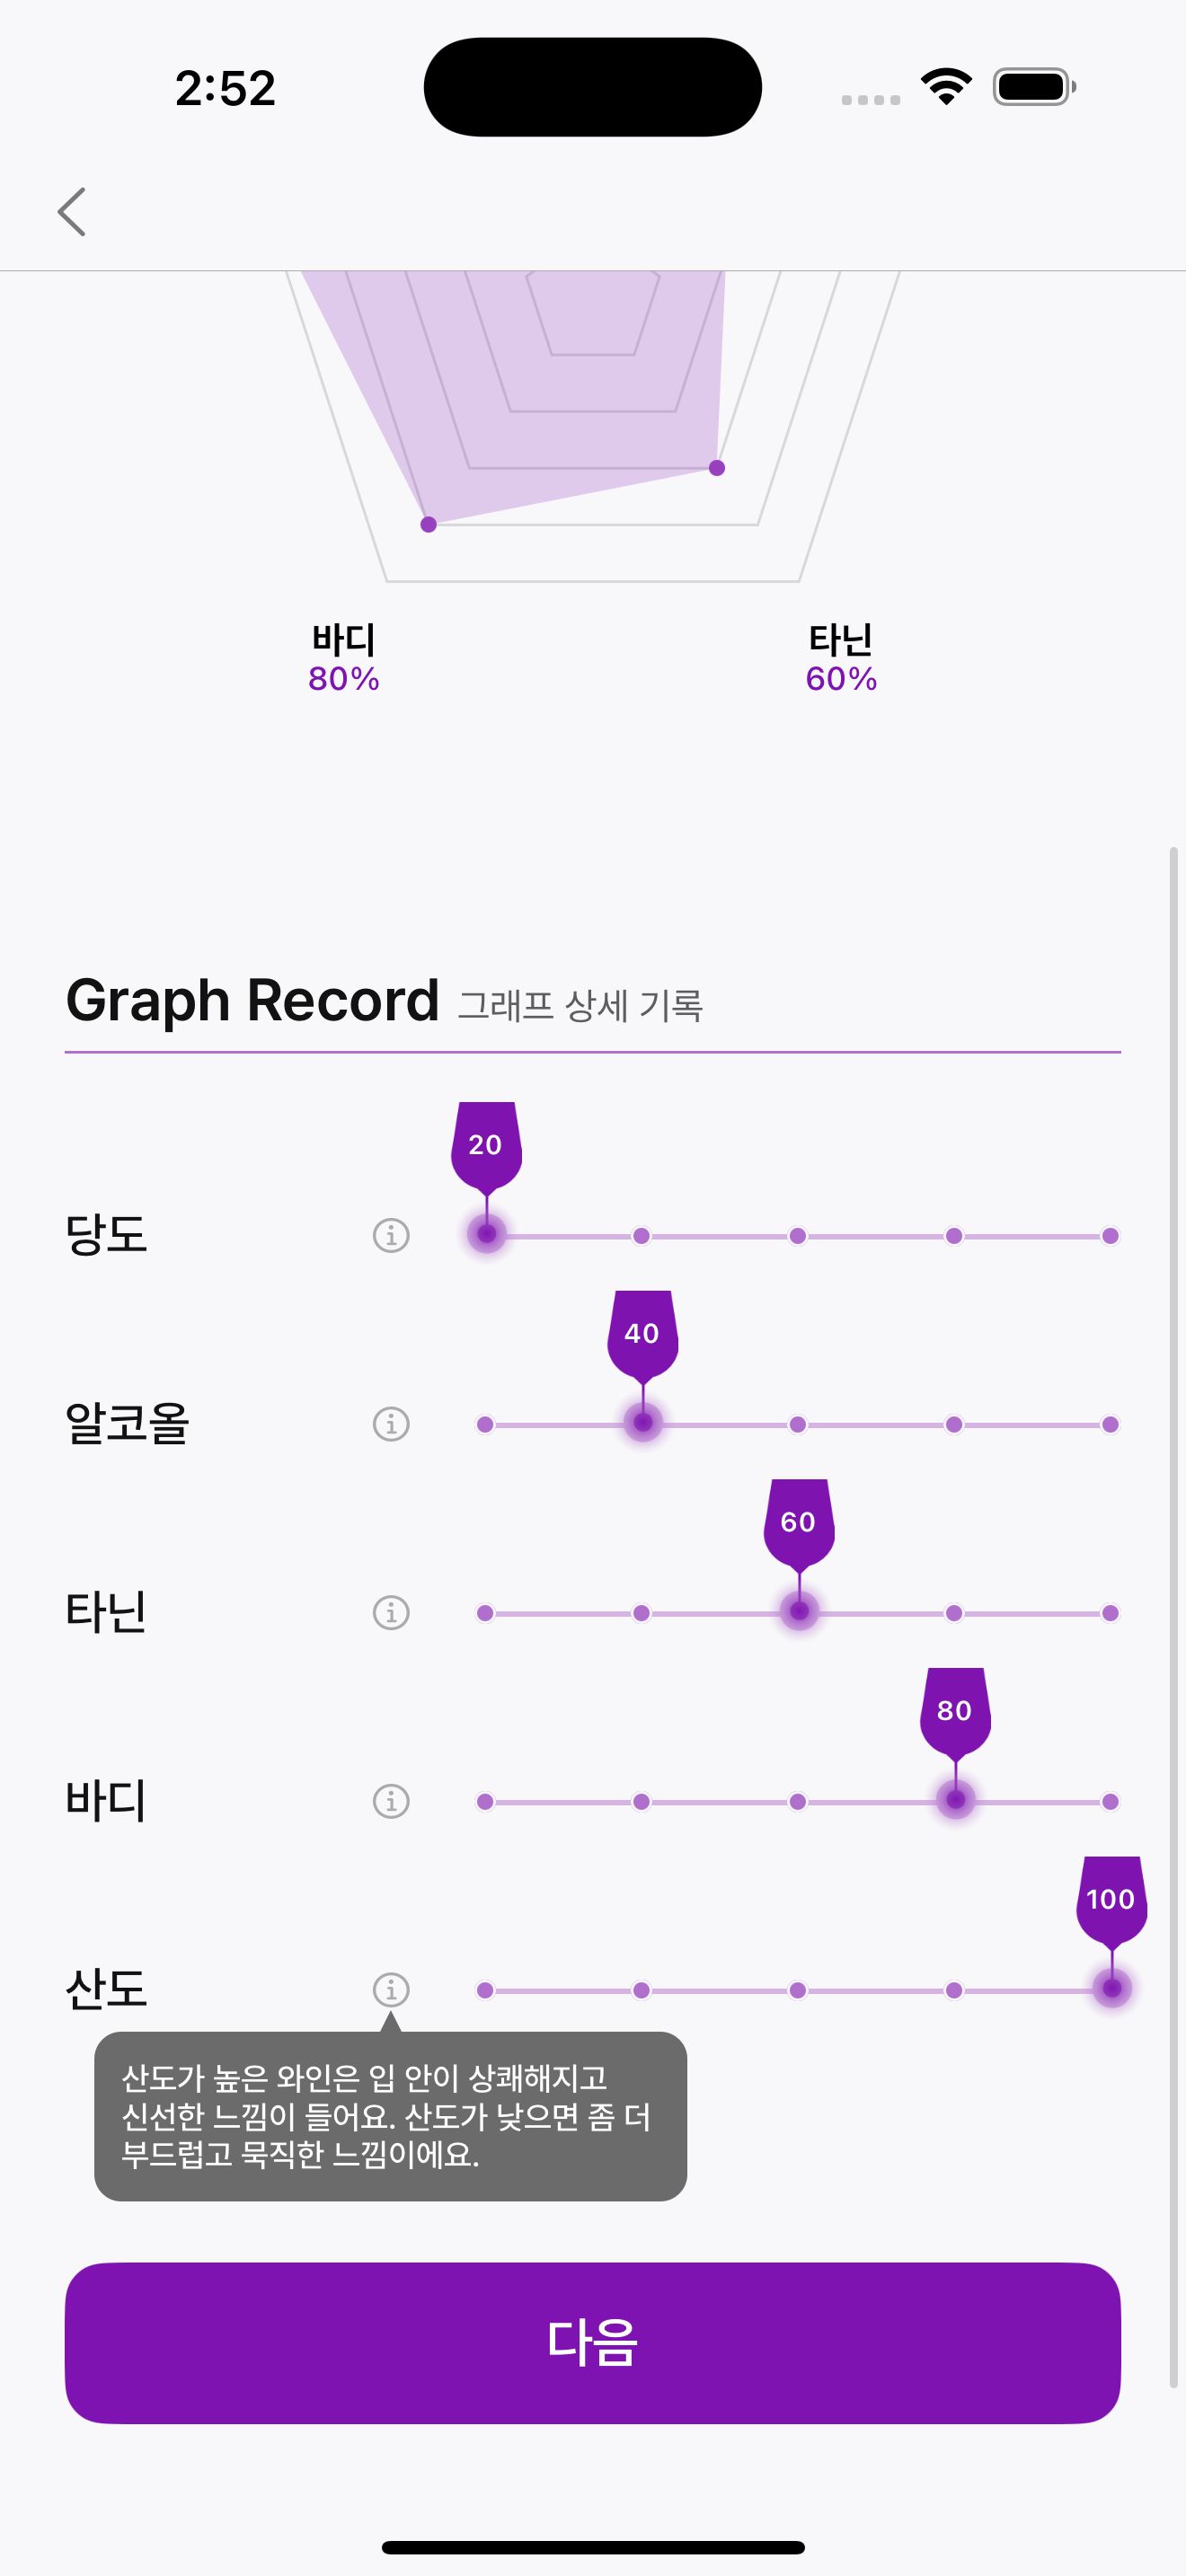 2:52
바디
80%
타닌
60%
Graph Record 그래프 상세 기록
20
당도
40
알코올
60
타닌
80
바디
100
산도
산도가 높은 와인은 입 안이 상쾌해지고
신선한 느낌이 들어요. 산도가 낮으면 좀 더
부드럽고 묵직한 느낌이에요.
다음